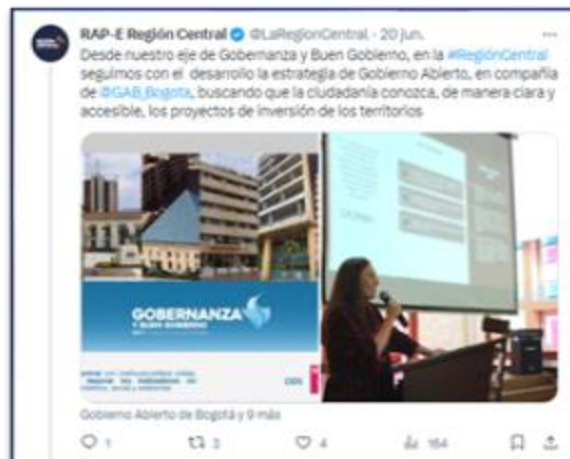 RAP-E Región Central @LaRegionCentral · 20 jun.
Desde nuestro eje de Gobernanza y Buen Gobierno, en la #RegiónCentral
seguimos con el desarrollo la estrategia de Gobierno Abierto, en compañía
de @GAB_Bogota, buscando que la ciudadanía conozca, de manera clara y
accesible, los proyectos de inversión de los territorios
GOBERNANZA
Y BUEN GOBIERNO
Gobierno Abierto de Bogotá y 9 más
1 3 4 164